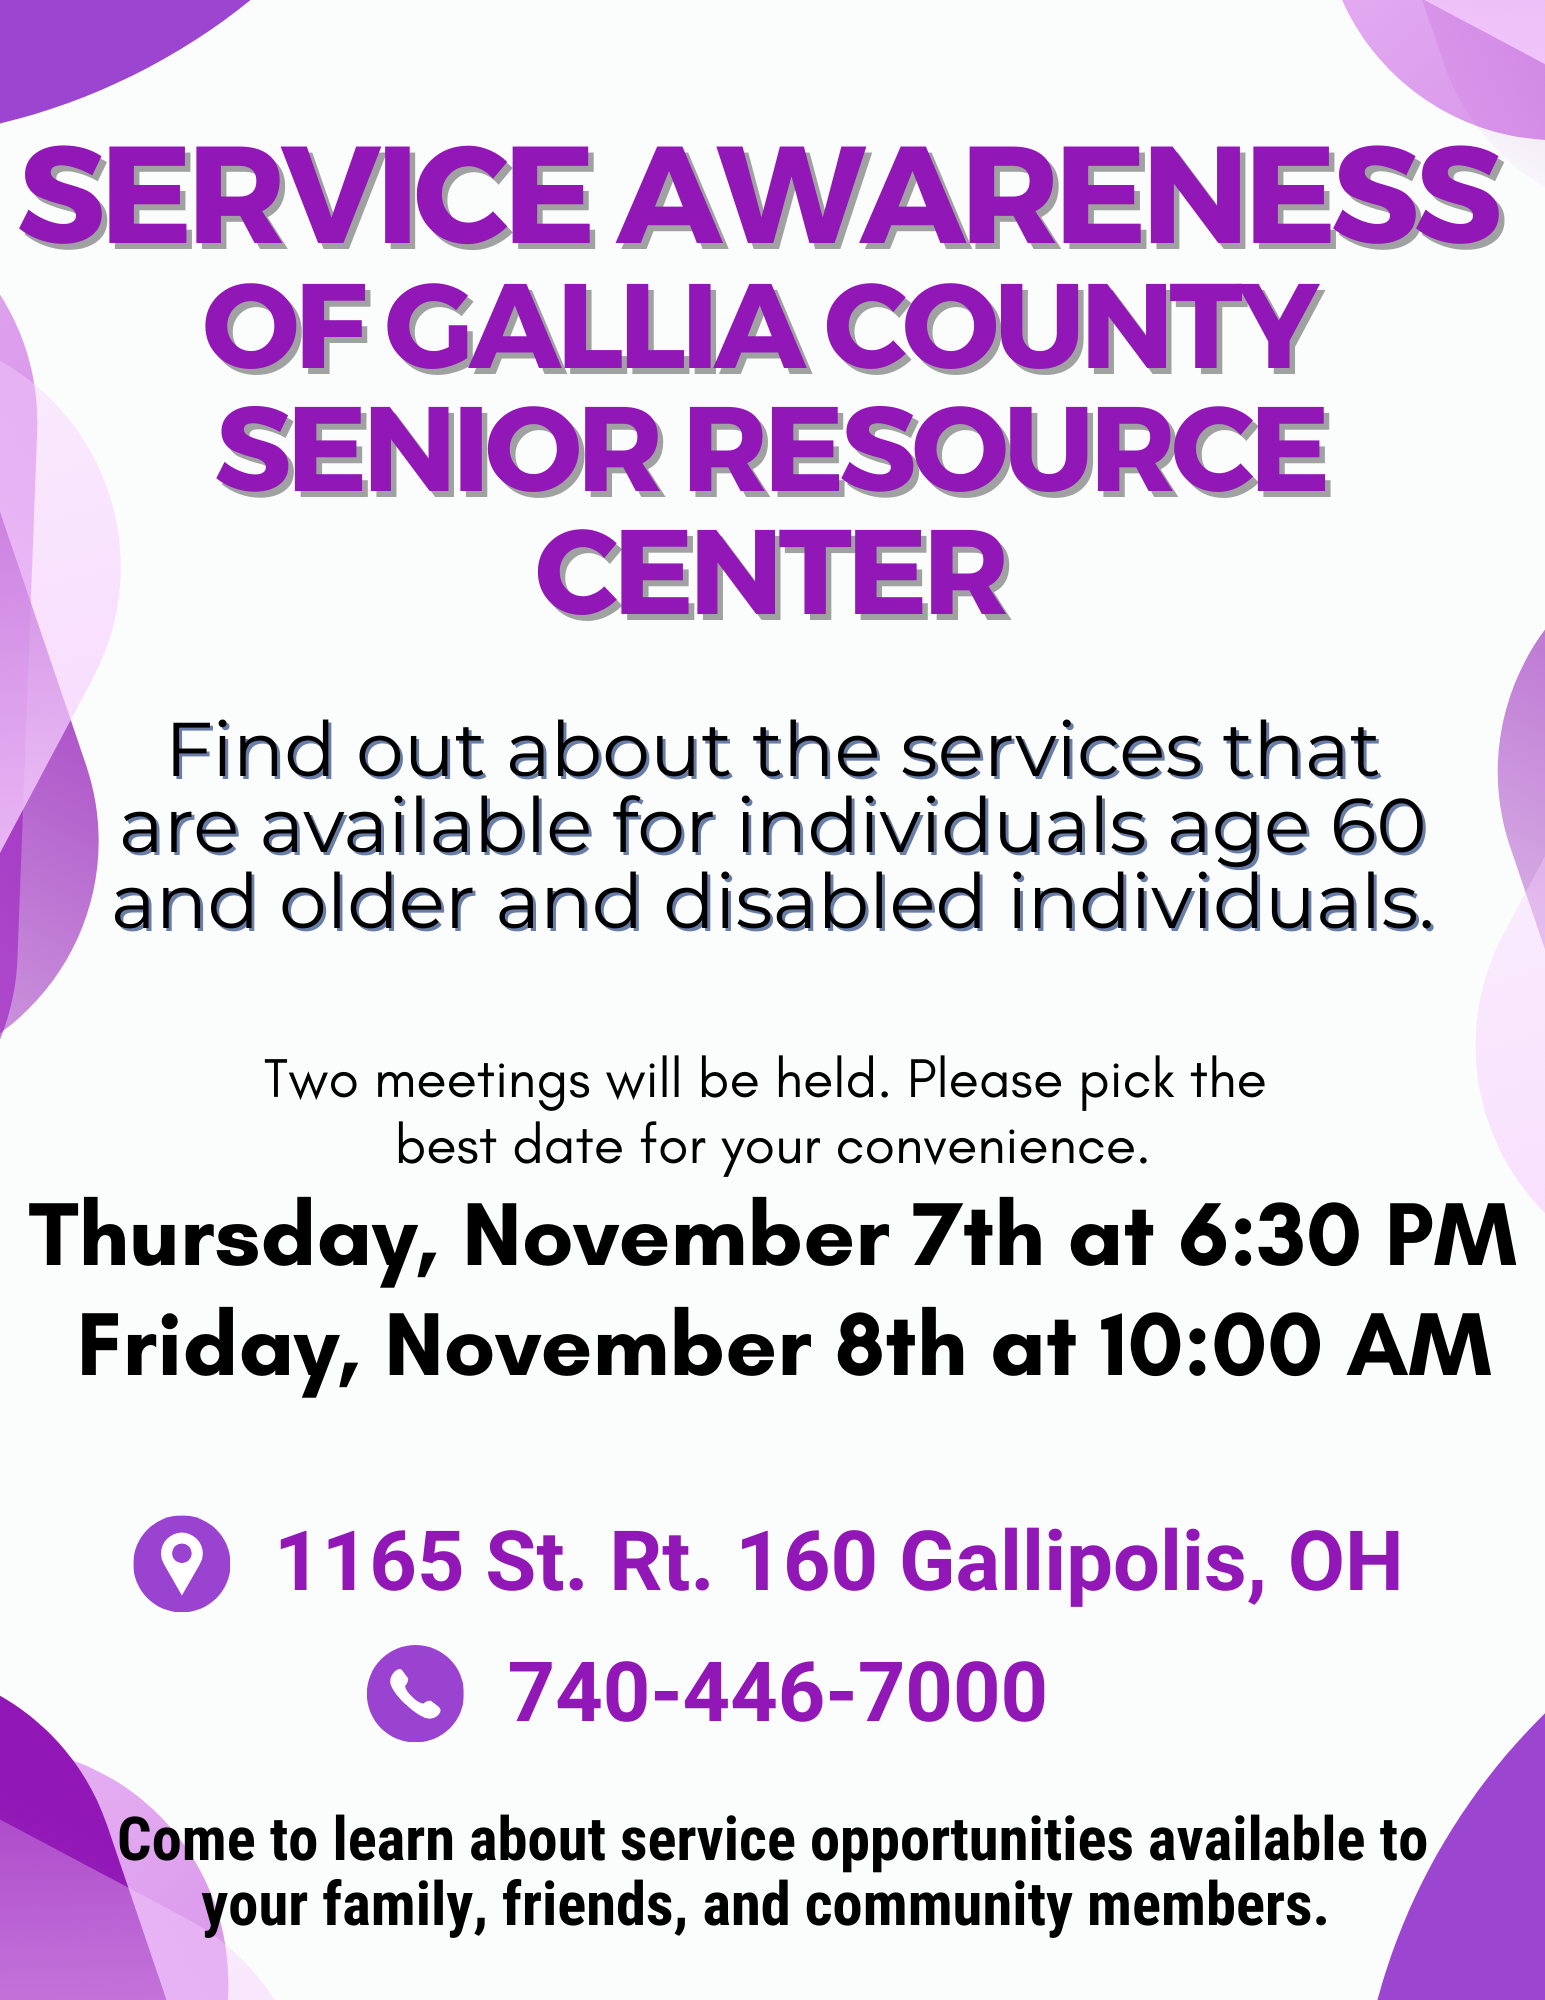 SERVICE AWARENESS
OF GALLIA COUNTY
SENIOR RESOURCE
CENTER
Find out about the services that
are available for individuals age 60
and older and disabled individuals.
Two meetings will be held. Please pick the
best date for your convenience.
Thursday, November 7th at 6:30 PM
Friday, November 8th at 10:00 AM
1165 St. Rt. 160 Gallipolis, OH
740-446-7000
Come to learn about service opportunities available to
your family, friends, and community members.